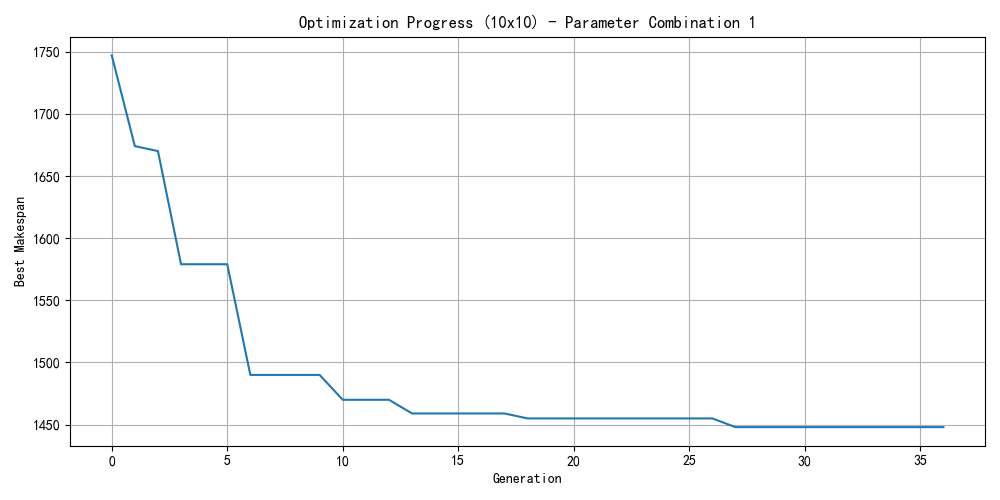 Optimization Progress (10x10) - Parameter Combination 1
Best Makespan
1750
1700
1650
1600
1550
1500
1450
0 5 10 15 20 25 30 35
Generation